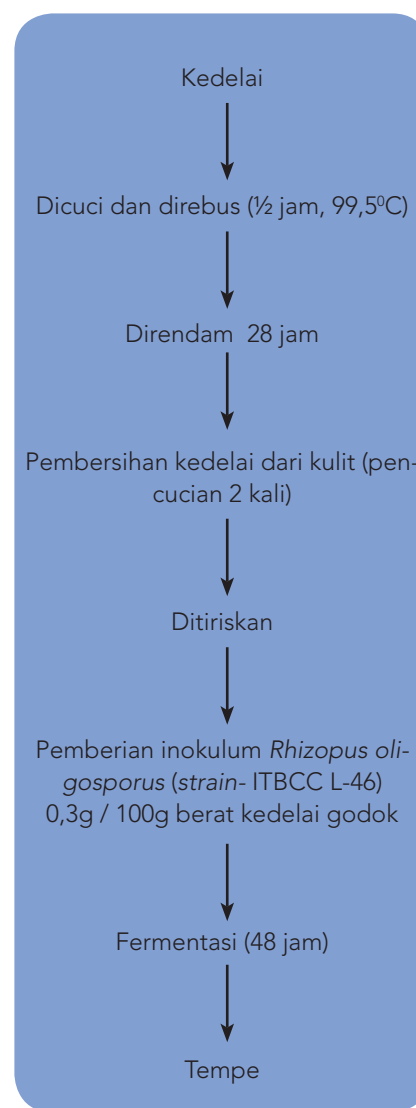 Kedelai
Dicuci dan direbus (½ jam, 99,5⁰C)
Direndam  28 jam
Pembersihan kedelai dari kulit (pen-
cucian 2 kali)
Ditiriskan
Pemberian inokulum Rhizopus oli-
gosporus (strain- ITBCC L-46)
0,3g / 100g berat kedelai godok
Fermentasi (48 jam)
Tempe